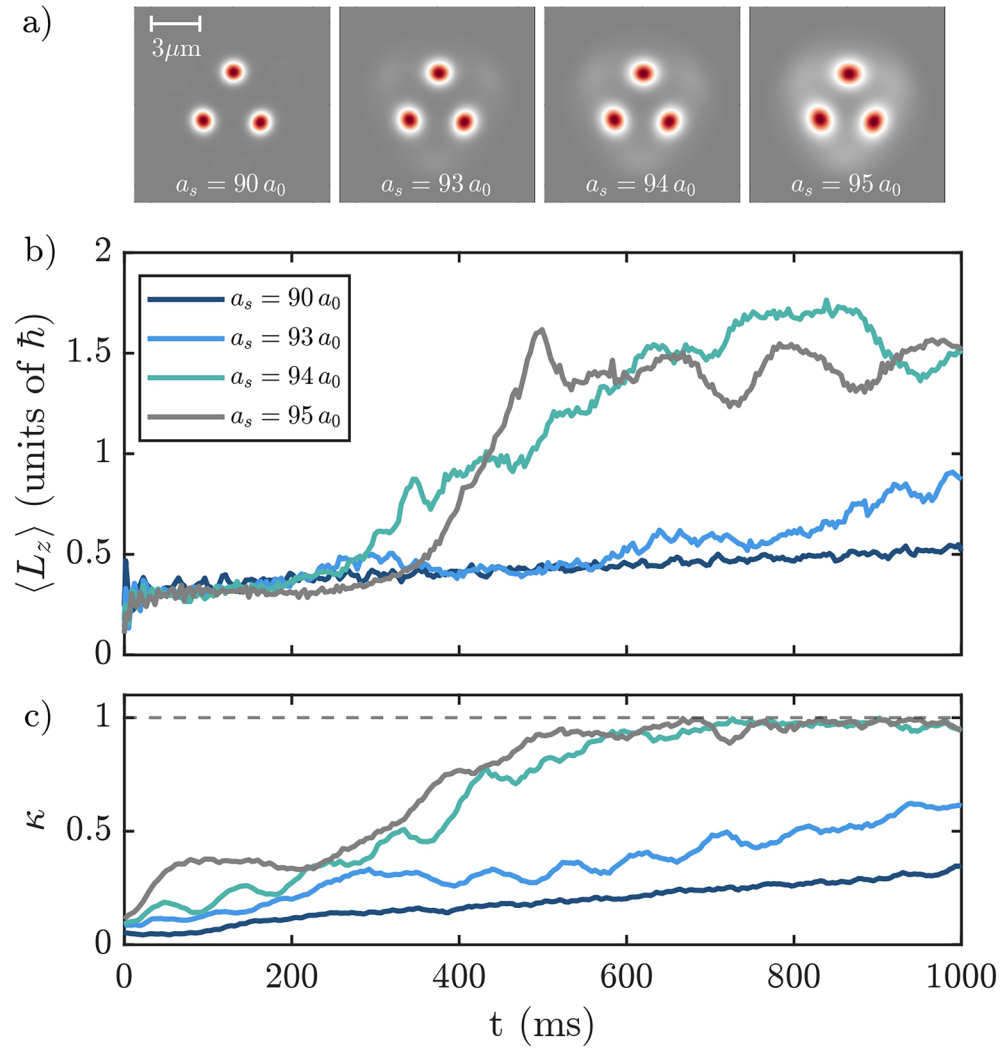 a)
3μm
a_s = 90 a_0
a_s = 93 a_0
a_s = 94 a_0
a_s = 95 a_0
b)
⟨L_z⟩ (units of ℏ)
2
1.5
1
0.5
0
a_s = 90 a_0
a_s = 93 a_0
a_s = 94 a_0
a_s = 95 a_0
c)
κ
1
0.5
0
0
200
400
600
800
1000
t (ms)